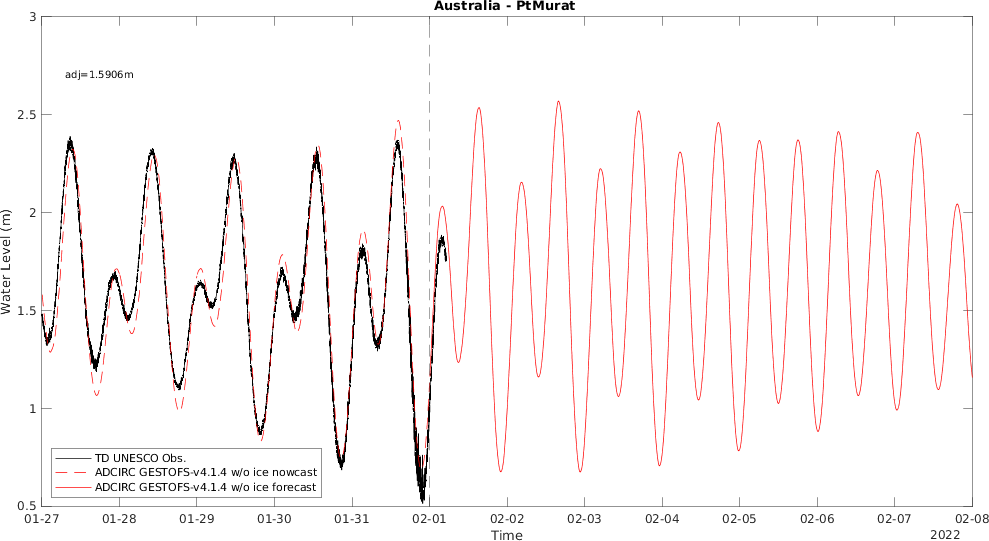 Australia - PtMurat
3
adj=1.5906m
2.5
2
Water Level (m)
1.5
1
TD UNESCO Obs.
ADCIRC GESTOFS-v4.1.4 w/o ice nowcast
ADCIRC GESTOFS-v4.1.4 w/o ice forecast
0.5
01-27 01-28 01-29 01-30 01-31 02-01 02-02 02-03 02-04 02-05 02-06 02-07 02-08
Time
2022